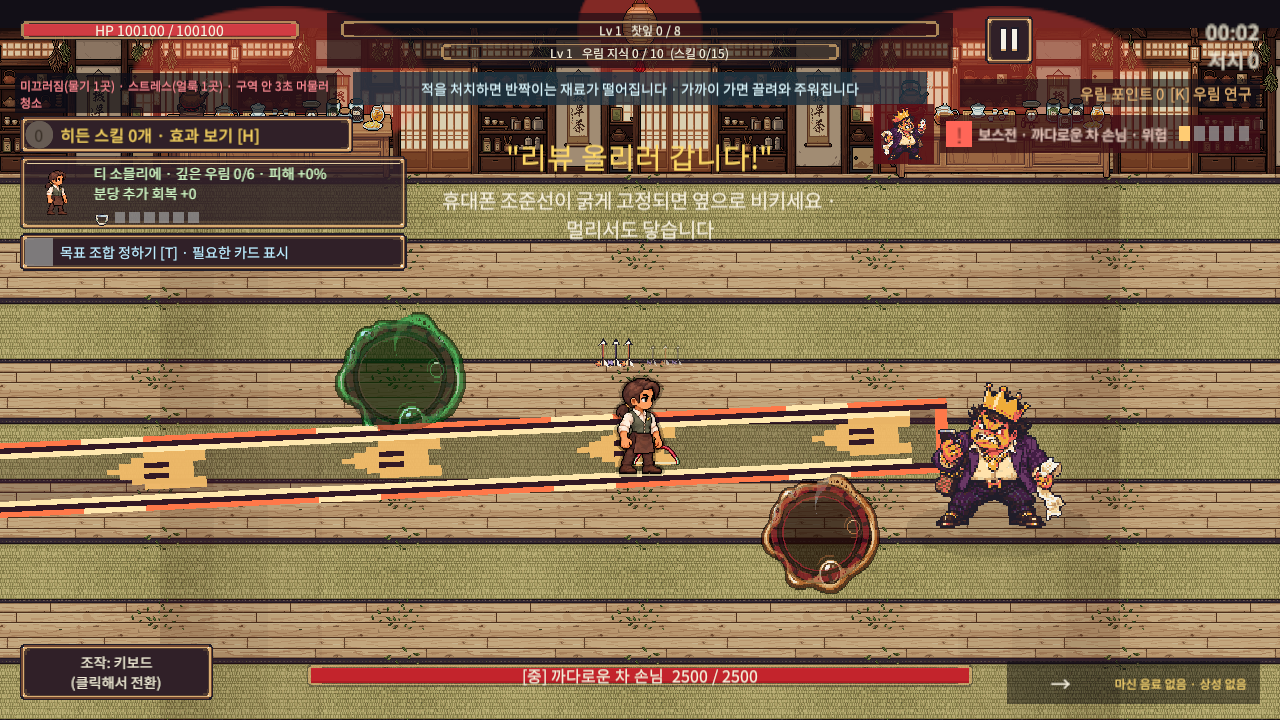 HP 100100 / 100100
Lv 1 찻잎 0 / 8
Lv 1 우림 지식 0 / 10 (스킬 0/15)
00:02
저지 0
미끄러짐(물기 1곳) · 스트레스(얼룩 1곳) · 구역 안 3초 머물러
청소
적을 처치하면 반짝이는 재료가 떨어집니다 · 가까이 가면 끌려와 주워집니다
우림 포인트 0 [K] 우림 연구
0 히든 스킬 0개 · 효과 보기 [H]
! 보스전 · 까다로운 차 손님 · 위험
"리뷰 올리러 갑니다!"
티 소믈리에 · 깊은 우림 0/6 · 피해 +0%
분당 추가 회복 +0
휴대폰 조준선이 굵게 고정되면 옆으로 비키세요 ·
멀리서도 닿습니다
목표 조합 정하기 [T] · 필요한 카드 표시
조작: 키보드
(클릭해서 전환)
[중] 까다로운 차 손님 2500 / 2500
→ 마신 음료 없음 · 상성 없음